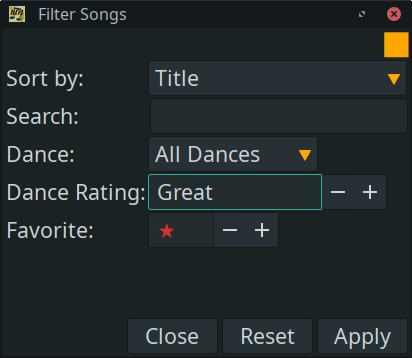 Filter Songs
Sort by: Title
Search:
Dance: All Dances
Dance Rating: Great
Favorite: ★
Close Reset Apply